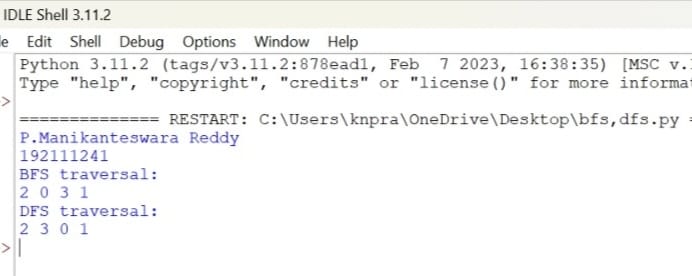 IDLE Shell 3.11.2
Edit Shell Debug Options Window Help
Python 3.11.2 (tags/v3.11.2:878ead1, Feb 7 2023, 16:38:35) [MSC v.
Type "help", "copyright", "credits" or "license()" for more
>
=============== RESTART: C:\Users\knpra\OneDrive\Desktop\bfs,dfs.py =
P.Manikanteswara Reddy
192111241
BFS traversal:
2 0 3 1
DFS traversal:
2 3 0 1
>